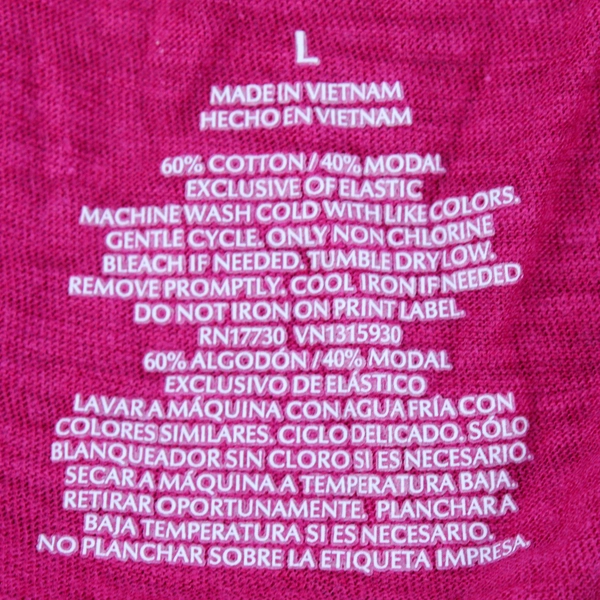 L
MADE IN VIETNAM
HECHO EN VIETNAM
60% COTTON / 40% MODAL
EXCLUSIVE OF ELASTIC
MACHINE WASH COLD WITH LIKE COLORS.
GENTLE CYCLE. ONLY NON CHLORINE
BLEACH IF NEEDED. TUMBLE DRY LOW.
REMOVE PROMPTLY. COOL IRON IF NEEDED
DO NOT IRON ON PRINT LABEL.
RN17730 VN1315930
60% ALGODÓN / 40% MODAL
EXCLUSIVO DE ELÁSTICO
LAVAR A MÁQUINA CON AGUA FRÍA CON
COLORES SIMILARES. CICLO DELICADO. SÓLO
BLANQUEADOR SIN CLORO SI ES NECESARIO.
SECAR A MÁQUINA A TEMPERATURA BAJA.
RETIRAR OPORTUNAMENTE. PLANCHAR A
BAJA TEMPERATURA SI ES NECESARIO.
NO PLANCHAR SOBRE LA ETIQUETA IMPRESA.